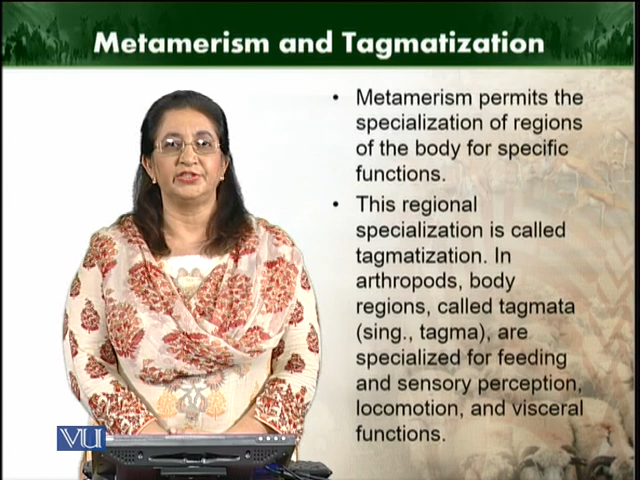 Metamerism and Tagmatization
• Metamerism permits the
specialization of regions
of the body for specific
functions.
• This regional
specialization is called
tagmatization. In
arthropods, body
regions, called tagmata
(sing., tagma), are
specialized for feeding
and sensory perception,
locomotion, and visceral
functions.
VU